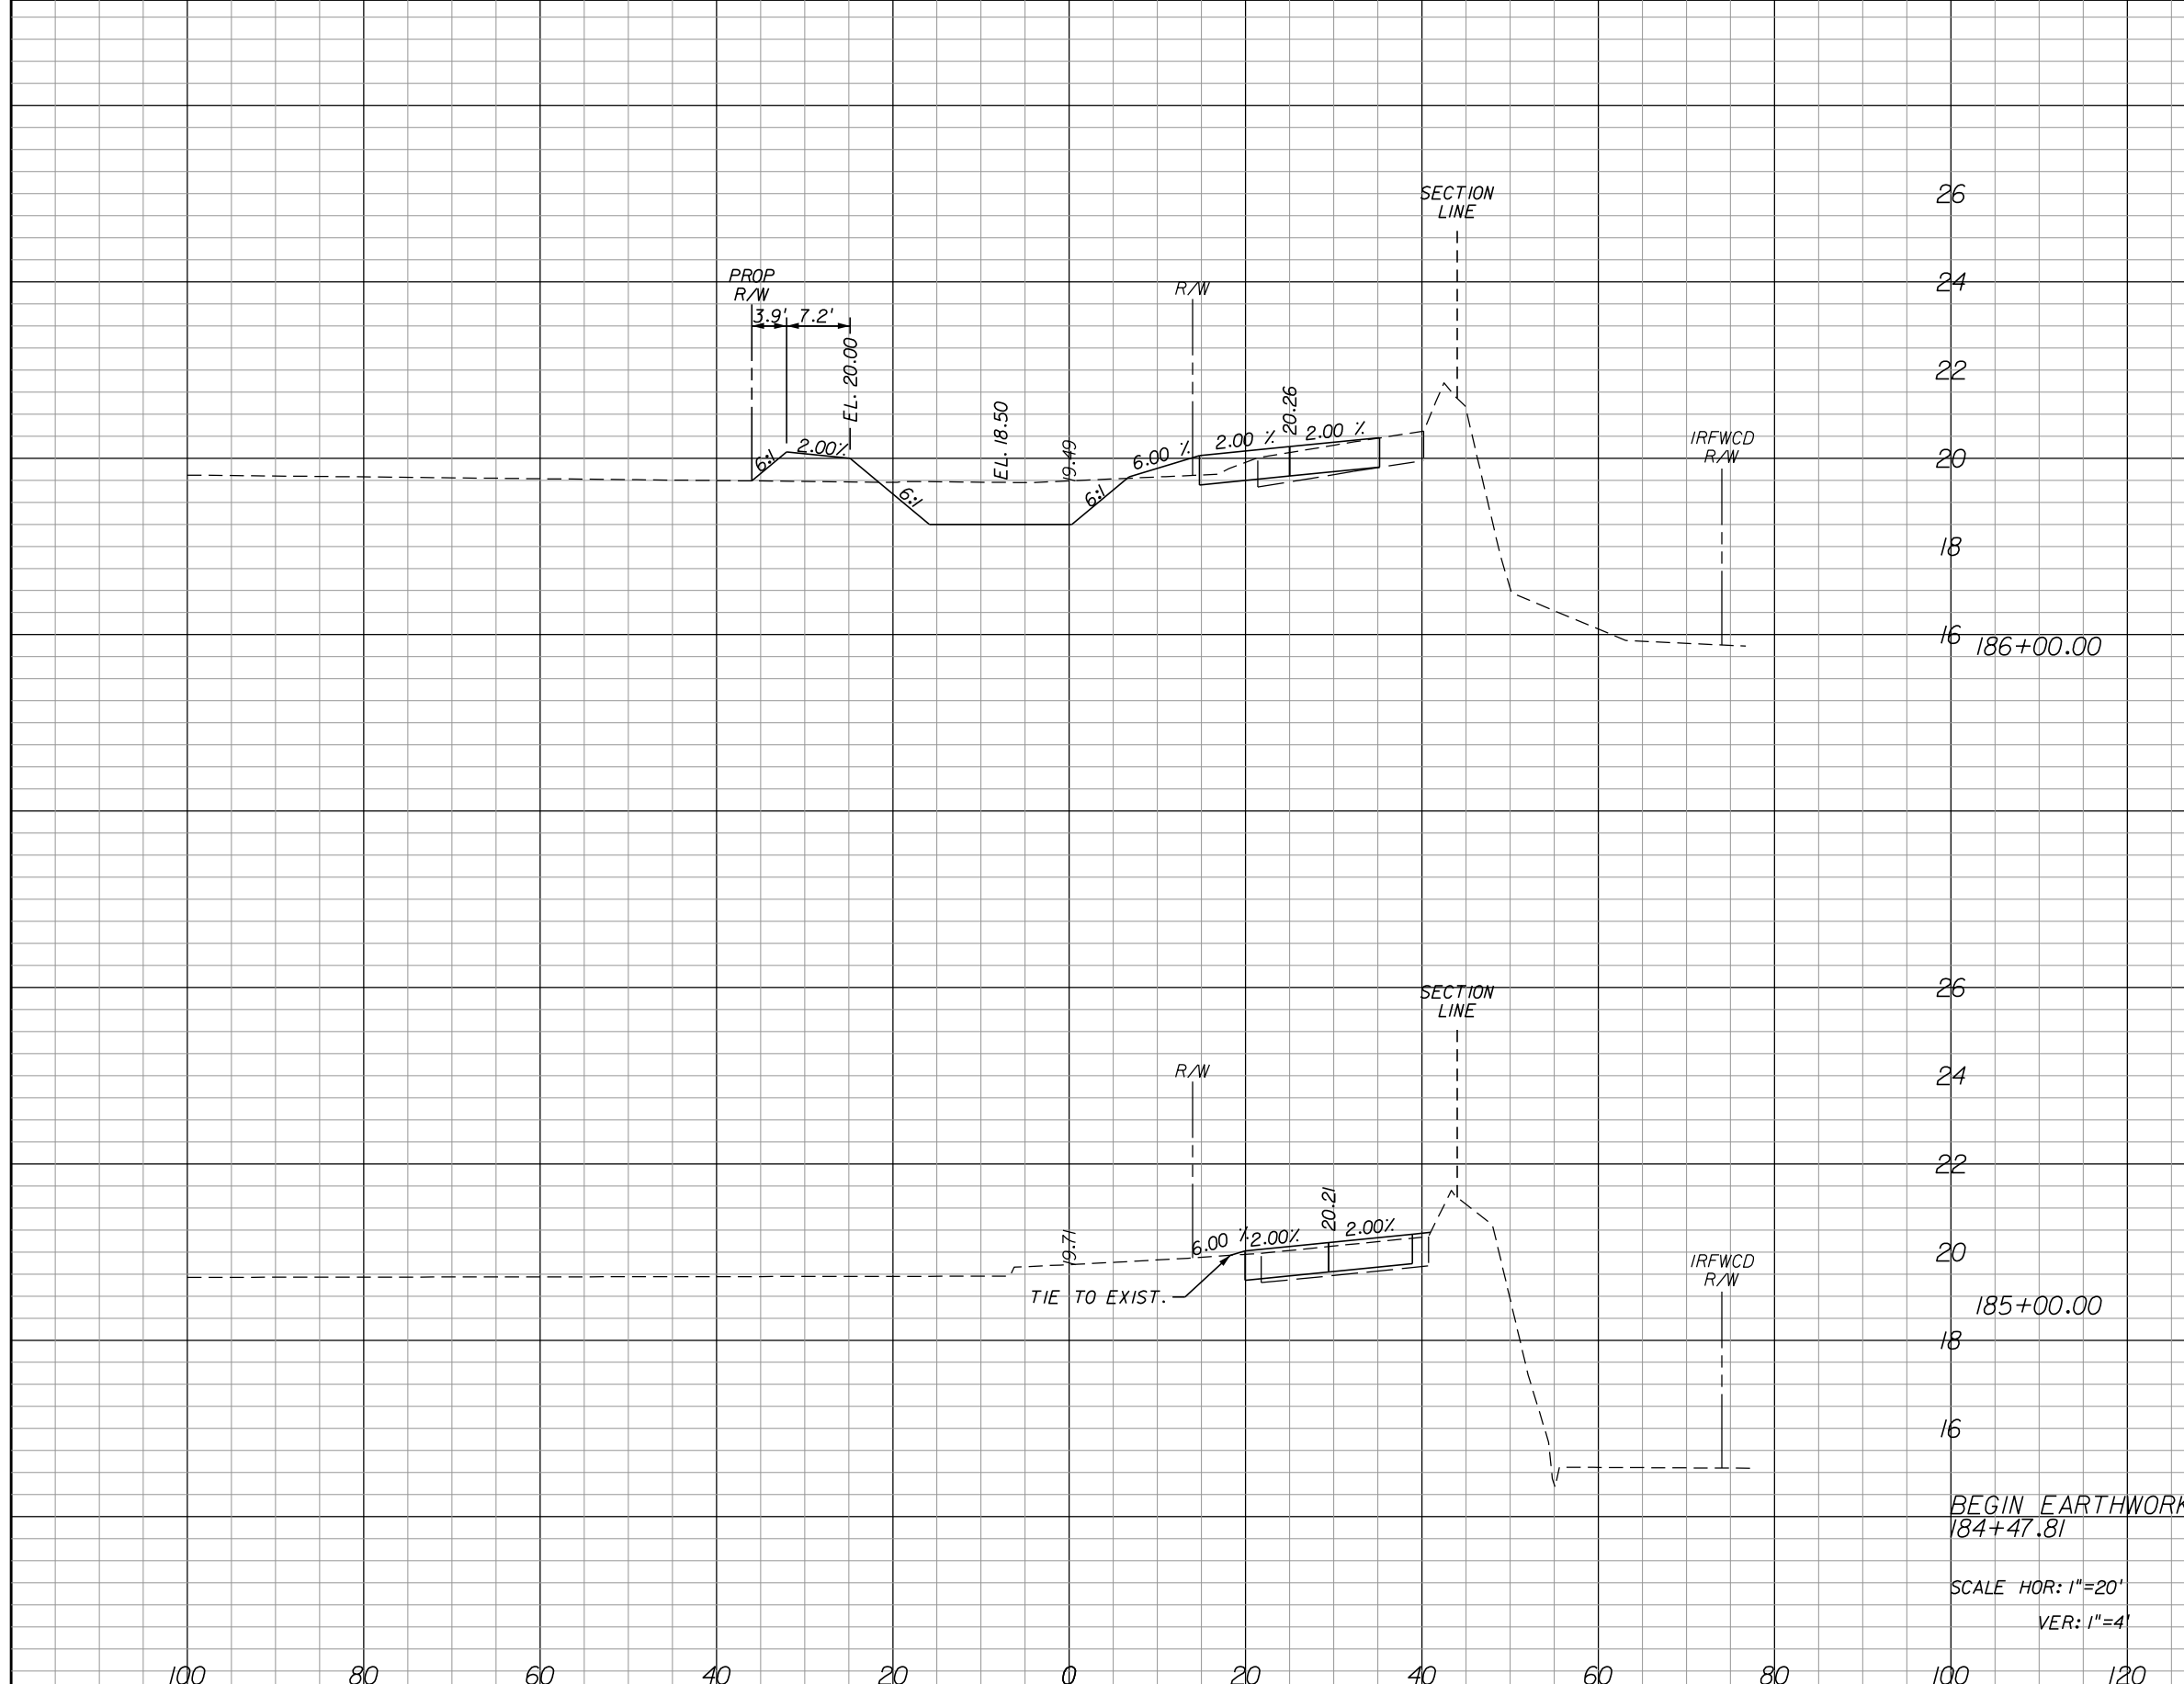 26
SECTION
LINE
24
PROP
R/W
R/W
3.9' 7.2'
EL. 20.00
22
EL. 18.50
19.49
20.26
6:1
2.00%
6:1
6:1
6.00 %
2.00 %
2.00 %
IRFWCD
R/W
20
18
16
186+00.00
26
SECTION
LINE
24
R/W
22
19.71
20.21
6.00 %
2.00%
2.00%
20
IRFWCD
R/W
TIE TO EXIST.
185+00.00
18
16
BEGIN EARTHWORK
184+47.81
SCALE HOR: 1"=20'
VER: 1"=4'
100 80 60 40 20 0 20 40 60 80 100 120